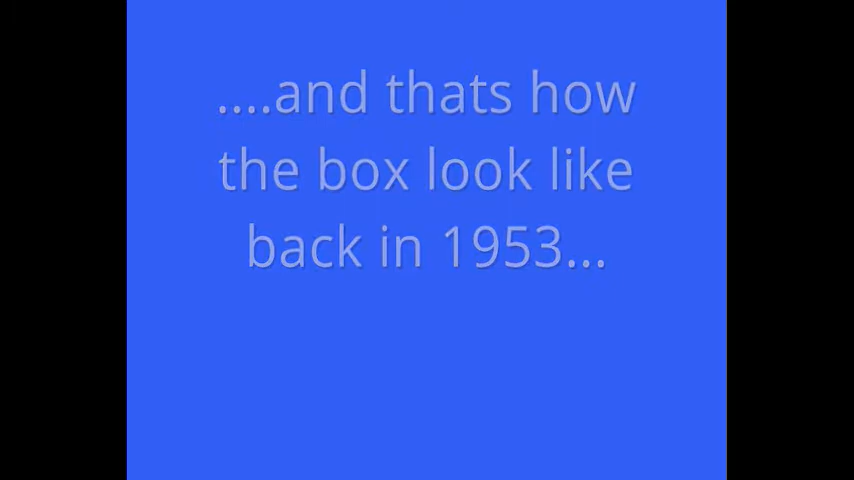 ....and thats how
the box look like
back in 1953...